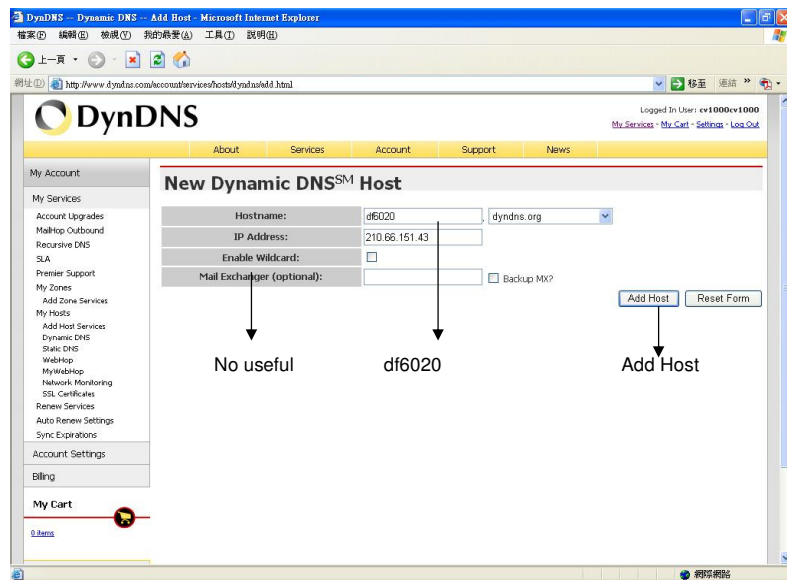 DynDNS -- Dynamic DNS -- Add Host - Microsoft Internet Explorer
檔案(F) 編輯(E) 檢視(V) 我的最愛(A) 工具(T) 說明(H)
上一頁
網址(D) http://www.dyndns.com/account/services/hosts/dyndns/add.html 移至 連結 »
DynDNS
Logged In User: cv1000cv1000
My Services - My Cart - Settings - Log Out
About Services Account Support News
My Account
My Services
Account Upgrades
MailHop Outbound
Recursive DNS
SLA
Premier Support
My Zones
Add Zone Services
My Hosts
Add Host Services
Dynamic DNS
Static DNS
WebHop
MyWebHop
Network Monitoring
SSL Certificates
Renew Services
Auto Renew Settings
Sync Expirations
Account Settings
Billing
My Cart
0 items
New Dynamic DNSSM Host
Hostname: df6020 . dyndns.org
IP Address: 210.66.151.43
Enable Wildcard:
Mail Exchanger (optional): Backup MX?
Add Host Reset Form
No useful df6020 Add Host
網際網路